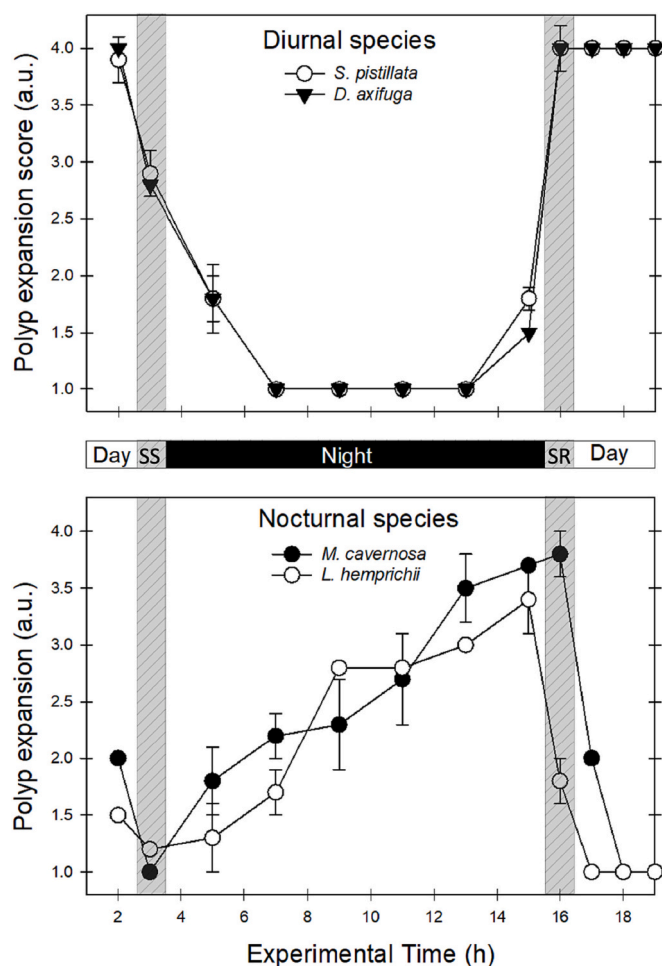 Diurnal species
S. pistillata
D. axifuga
Polyp expansion score (a.u.)
4.0
3.5
3.0
2.5
2.0
1.5
1.0
Day SS Night SR Day
Nocturnal species
M. cavernosa
L. hemprichii
Polyp expansion (a.u.)
4.0
3.5
3.0
2.5
2.0
1.5
1.0
2 4 6 8 10 12 14 16 18
Experimental Time (h)